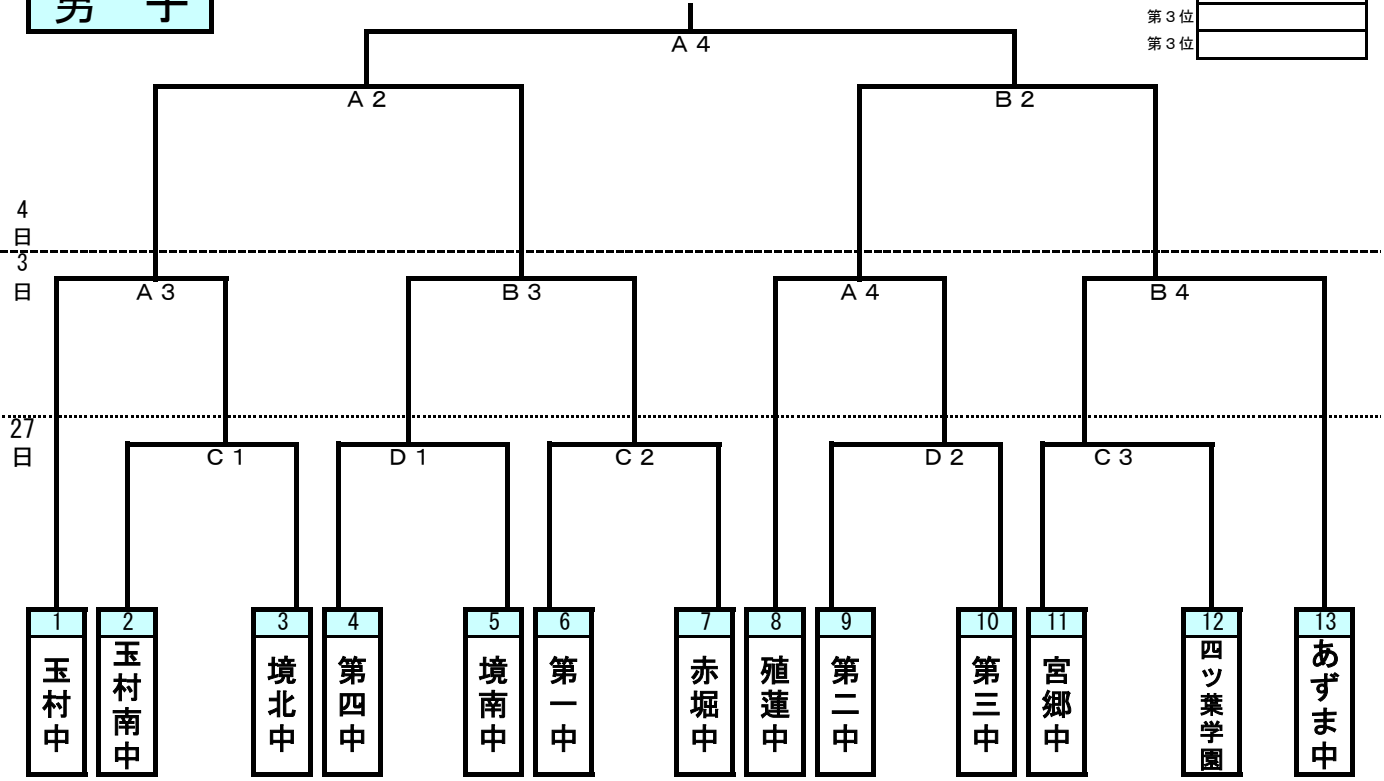 男　子
第３位
第３位
Ａ４
Ａ２
Ｂ２
4
日
3
日
Ａ３
Ｂ３
Ａ４
Ｂ４
27
日
Ｃ１
Ｄ１
Ｃ２
Ｄ２
Ｃ３
1
玉村中
2
玉村南中
3
境北中
4
第四中
5
境南中
6
第一中
7
赤堀中
8
殖蓮中
9
第二中
10
第三中
11
宮郷中
12
四ツ葉学園
13
あずま中